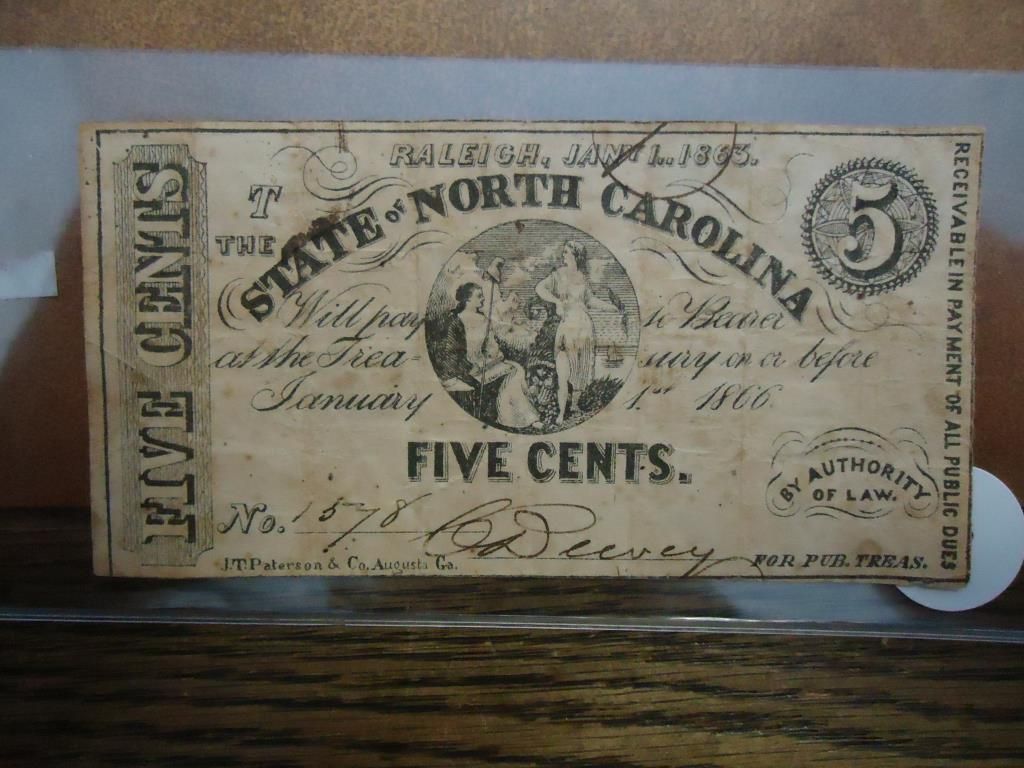 RALEIGH, JANY 1., 1863.
T
THE
STATE OF NORTH CAROLINA
5
Will pay to Bearer
at the Treasury on or before
January 1st 1866.
FIVE CENTS.
BY AUTHORITY
OF LAW.
No. 1578
J.T. Paterson & Co. Augusta Ga.
FOR PUB. TREAS.
FIVE CENTS
RECEIVABLE IN PAYMENT OF ALL PUBLIC DUES